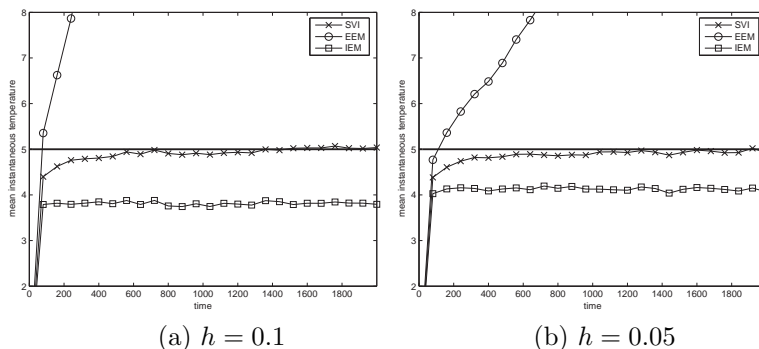 8
7
6
5
4
3
2
mean instantaneous temperature
0 200 400 600 800 1000 1200 1400 1600 1800
time
SVI
EEM
IEM
(a) h = 0.1
8
7
6
5
4
3
2
mean instantaneous temperature
0 200 400 600 800 1000 1200 1400 1600 1800
time
SVI
EEM
IEM
(b) h = 0.05